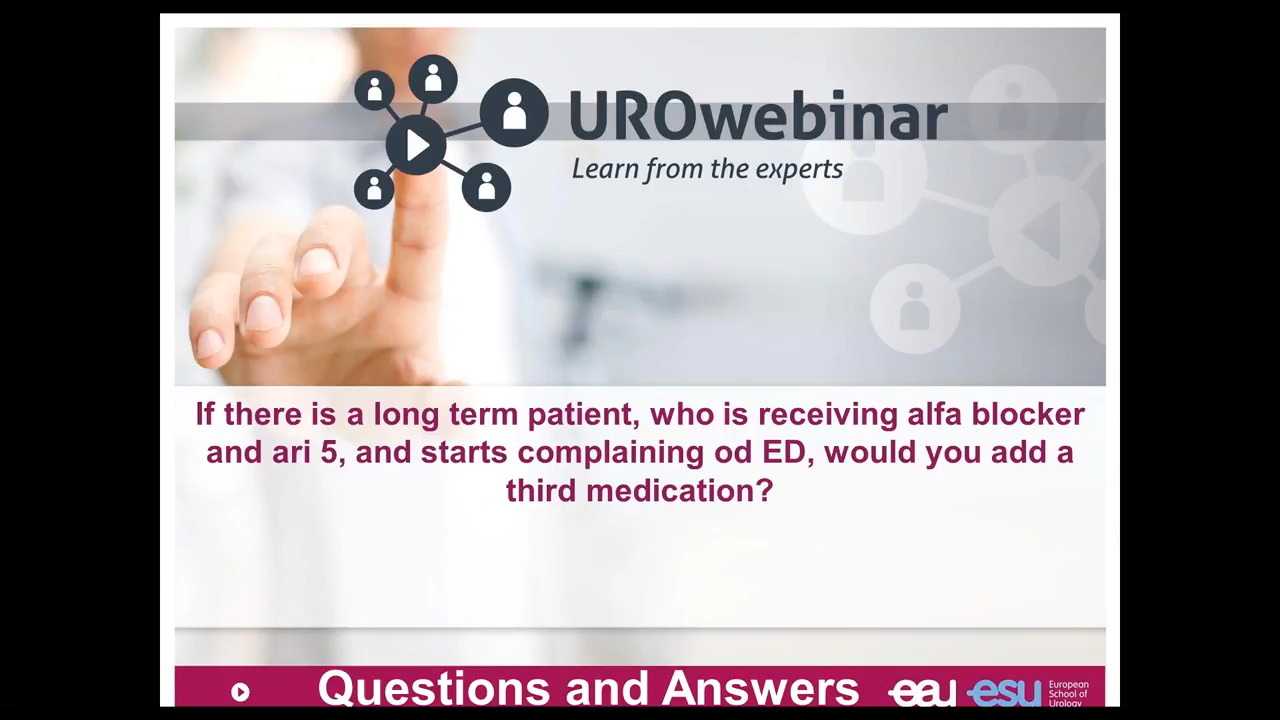 UROwebinar
Learn from the experts
If there is a long term patient, who is receiving alfa blocker
and ari 5, and starts complaining od ED, would you add a
third medication?
Questions and Answers
eau esu European
School of
Urology